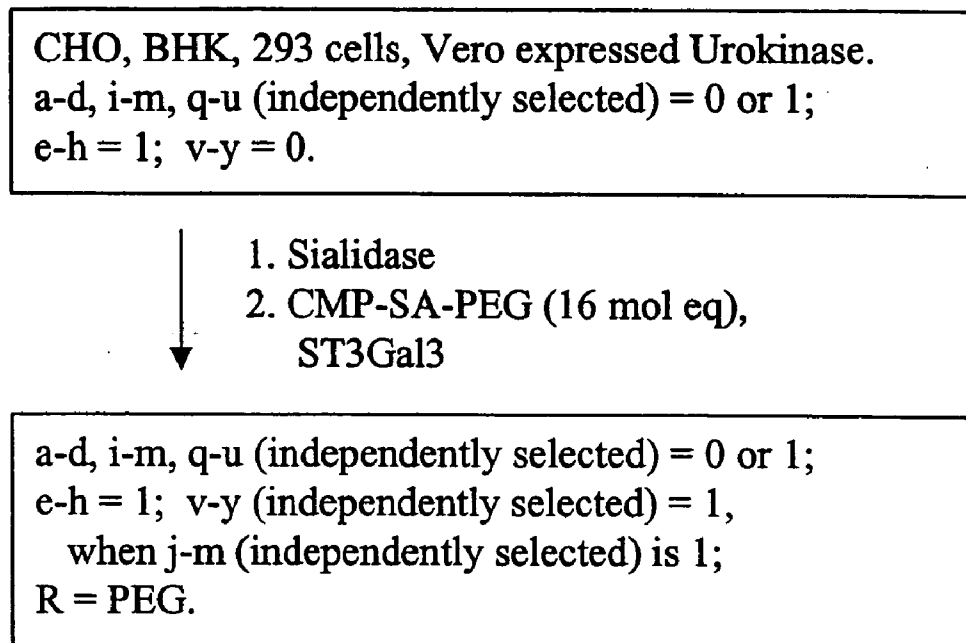 CHO, BHK, 293 cells, Vero expressed Urokinase.
a-d, i-m, q-u (independently selected) = 0 or 1;
e-h = 1; v-y = 0.
1. Sialidase
2. CMP-SA-PEG (16 mol eq),
ST3Gal3
a-d, i-m, q-u (independently selected) = 0 or 1;
e-h = 1; v-y (independently selected) = 1,
when j-m (independently selected) is 1;
R = PEG.